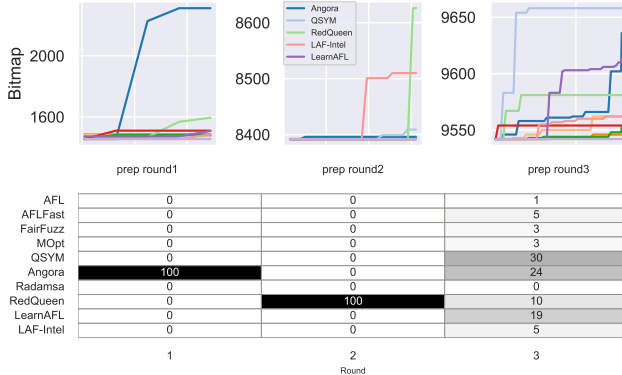 Bitmap
2000
1600
prep round1
8600
8500
8400
Angora
QSYM
RedQueen
LAF-Intel
LearnAFL
prep round2
9650
9600
9550
prep round3
AFL 0 0 1
AFLFast 0 0 5
FairFuzz 0 0 3
MOpt 0 0 3
QSYM 0 0 30
Angora 100 0 24
Radamsa 0 0 0
RedQueen 0 100 10
LearnAFL 0 0 19
LAF-Intel 0 0 5
1 2 3
Round